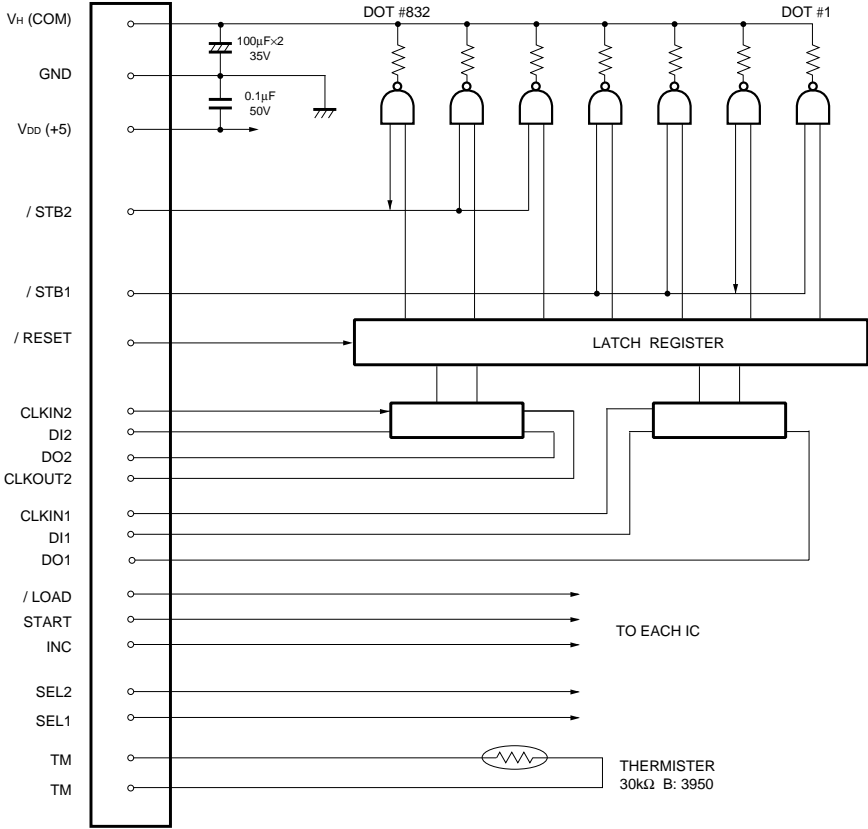 VH (COM)
DOT #832
DOT #1
100µF×2
35V
GND
0.1µF
50V
VDD (+5)
/ STB2
/ STB1
/ RESET
LATCH REGISTER
CLKIN2
DI2
DO2
CLKOUT2
CLKIN1
DI1
DO1
/ LOAD
START
TO EACH IC
INC
SEL2
SEL1
TM
THERMISTER
30kΩ B: 3950
TM